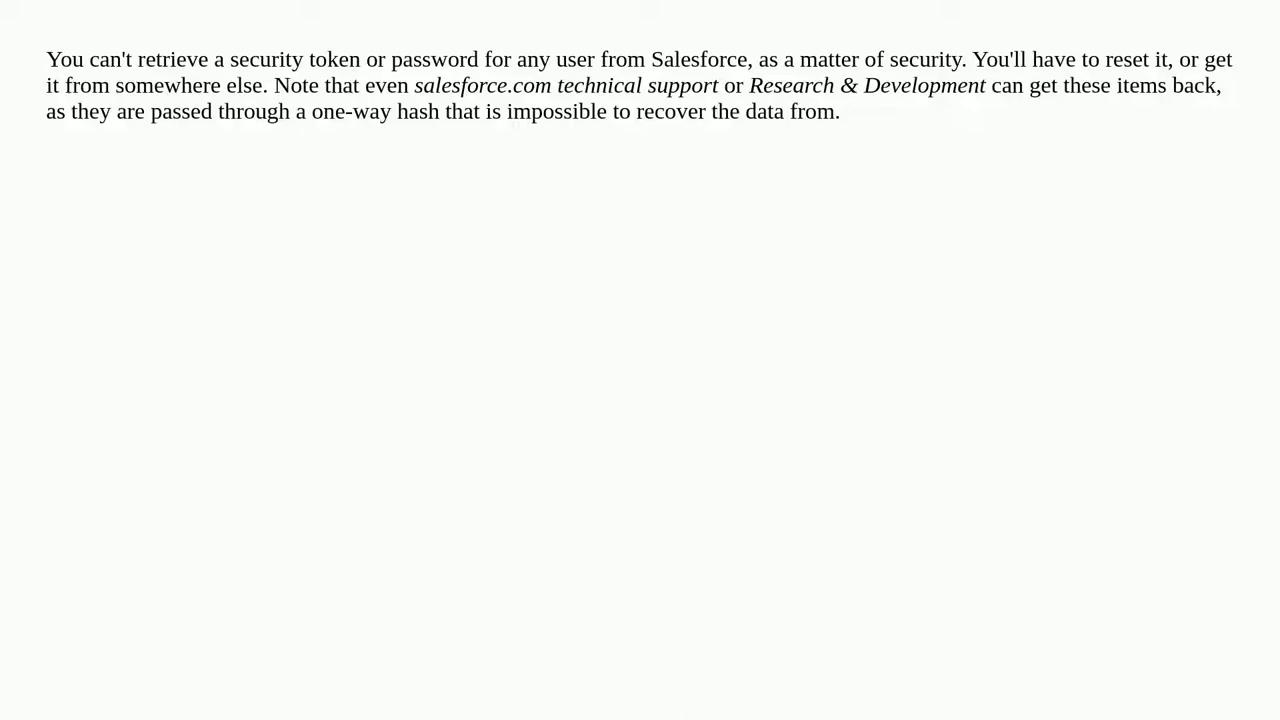 You can't retrieve a security token or password for any user from Salesforce, as a matter of security. You'll have to reset it, or get
it from somewhere else. Note that even salesforce.com technical support or Research & Development can get these items back,
as they are passed through a one-way hash that is impossible to recover the data from.